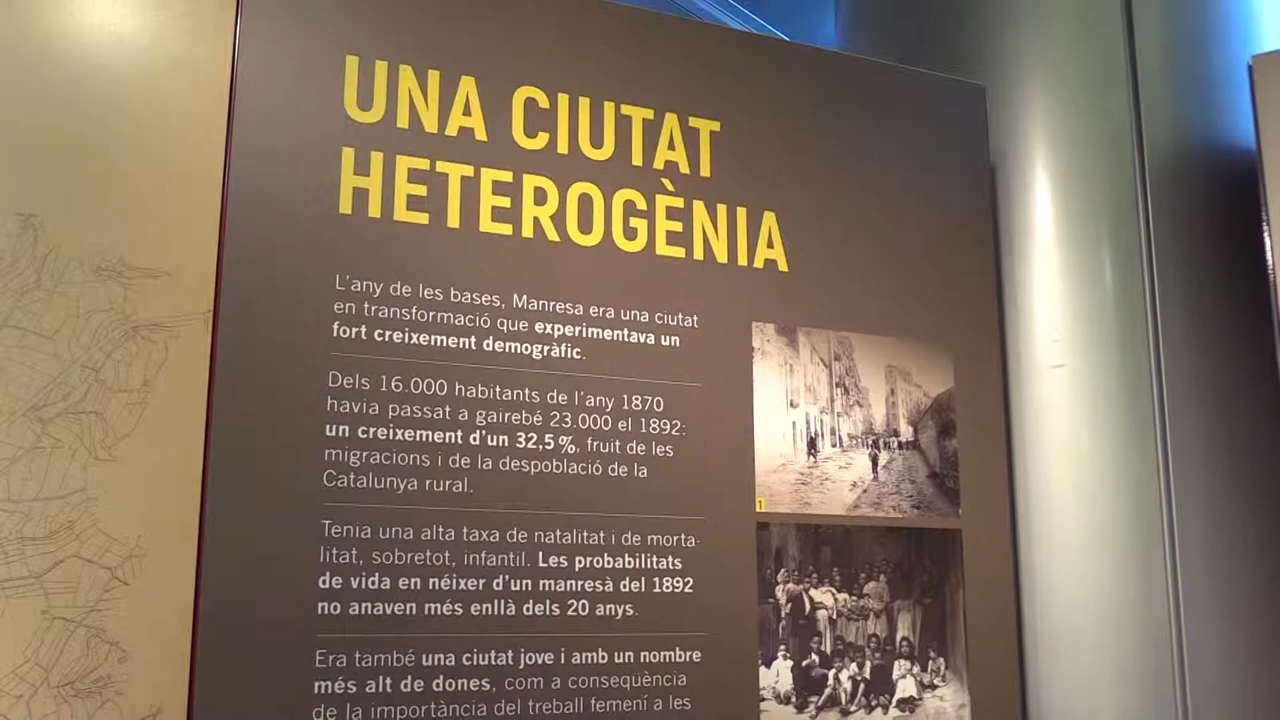 UNA CIUTAT
HETEROGÈNIA
L'any de les bases, Manresa era una ciutat
en transformació que experimentava un
fort creixement demogràfic.
Dels 16.000 habitants de l'any 1870
havia passat a gairebé 23.000 el 1892:
un creixement d'un 32,5%, fruit de les
migracions i de la despoblació de la
Catalunya rural.
Tenia una alta taxa de natalitat i de morta-
litat, sobretot, infantil. Les probabilitats
de vida en néixer d'un manresà del 1892
no anaven més enllà dels 20 anys.
Era també una ciutat jove i amb un nombre
més alt de dones, com a conseqüència
de la importància del treball femení a les
1